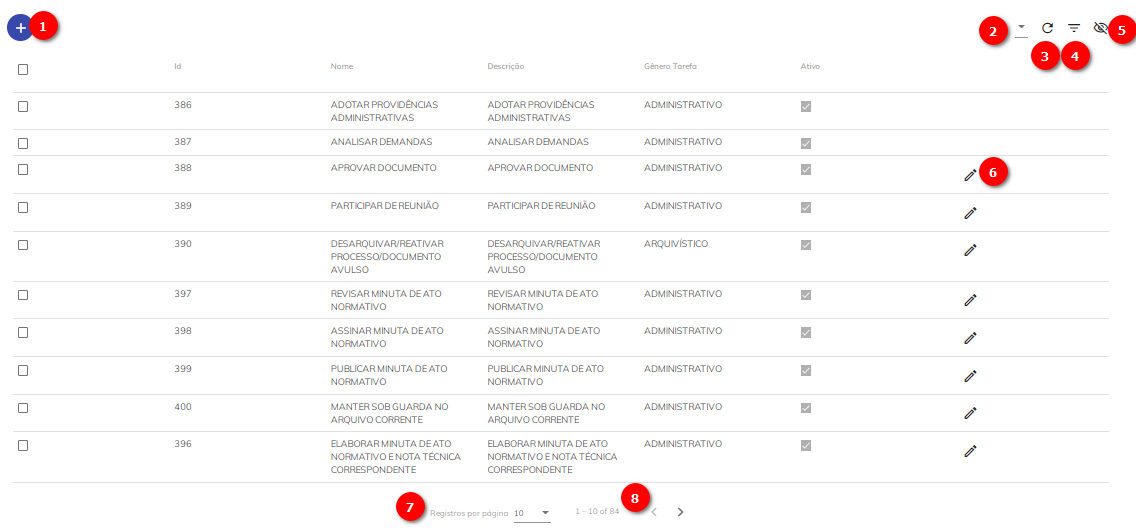 + 1 2 5
3 4
Id Nome Descrição Gênero Tarefa Ativo
386 ADOTAR PROVIDÊNCIAS ADOTAR PROVIDÊNCIAS ADMINISTRATIVO
ADMINISTRATIVAS ADMINISTRATIVAS
387 ANALISAR DEMANDAS ANALISAR DEMANDAS ADMINISTRATIVO
388 APROVAR DOCUMENTO APROVAR DOCUMENTO ADMINISTRATIVO 6
389 PARTICIPAR DE REUNIÃO PARTICIPAR DE REUNIÃO ADMINISTRATIVO
390 DESARQUIVAR/REATIVAR DESARQUIVAR/REATIVAR ARQUIVÍSTICO
PROCESSO/DOCUMENTO PROCESSO/DOCUMENTO
AVULSO AVULSO
397 REVISAR MINUTA DE ATO REVISAR MINUTA DE ATO ADMINISTRATIVO
NORMATIVO NORMATIVO
398 ASSINAR MINUTA DE ATO ASSINAR MINUTA DE ATO ADMINISTRATIVO
NORMATIVO NORMATIVO
399 PUBLICAR MINUTA DE ATO PUBLICAR MINUTA DE ATO ADMINISTRATIVO
NORMATIVO NORMATIVO
400 MANTER SOB GUARDA NO MANTER SOB GUARDA NO ADMINISTRATIVO
ARQUIVO CORRENTE ARQUIVO CORRENTE
396 ELABORAR MINUTA DE ATO ELABORAR MINUTA DE ATO ADMINISTRATIVO
NORMATIVO E NOTA TÉCNICA NORMATIVO E NOTA TÉCNICA
CORRESPONDENTE CORRESPONDENTE
7 Registros por página 10 1 - 10 of 84 8